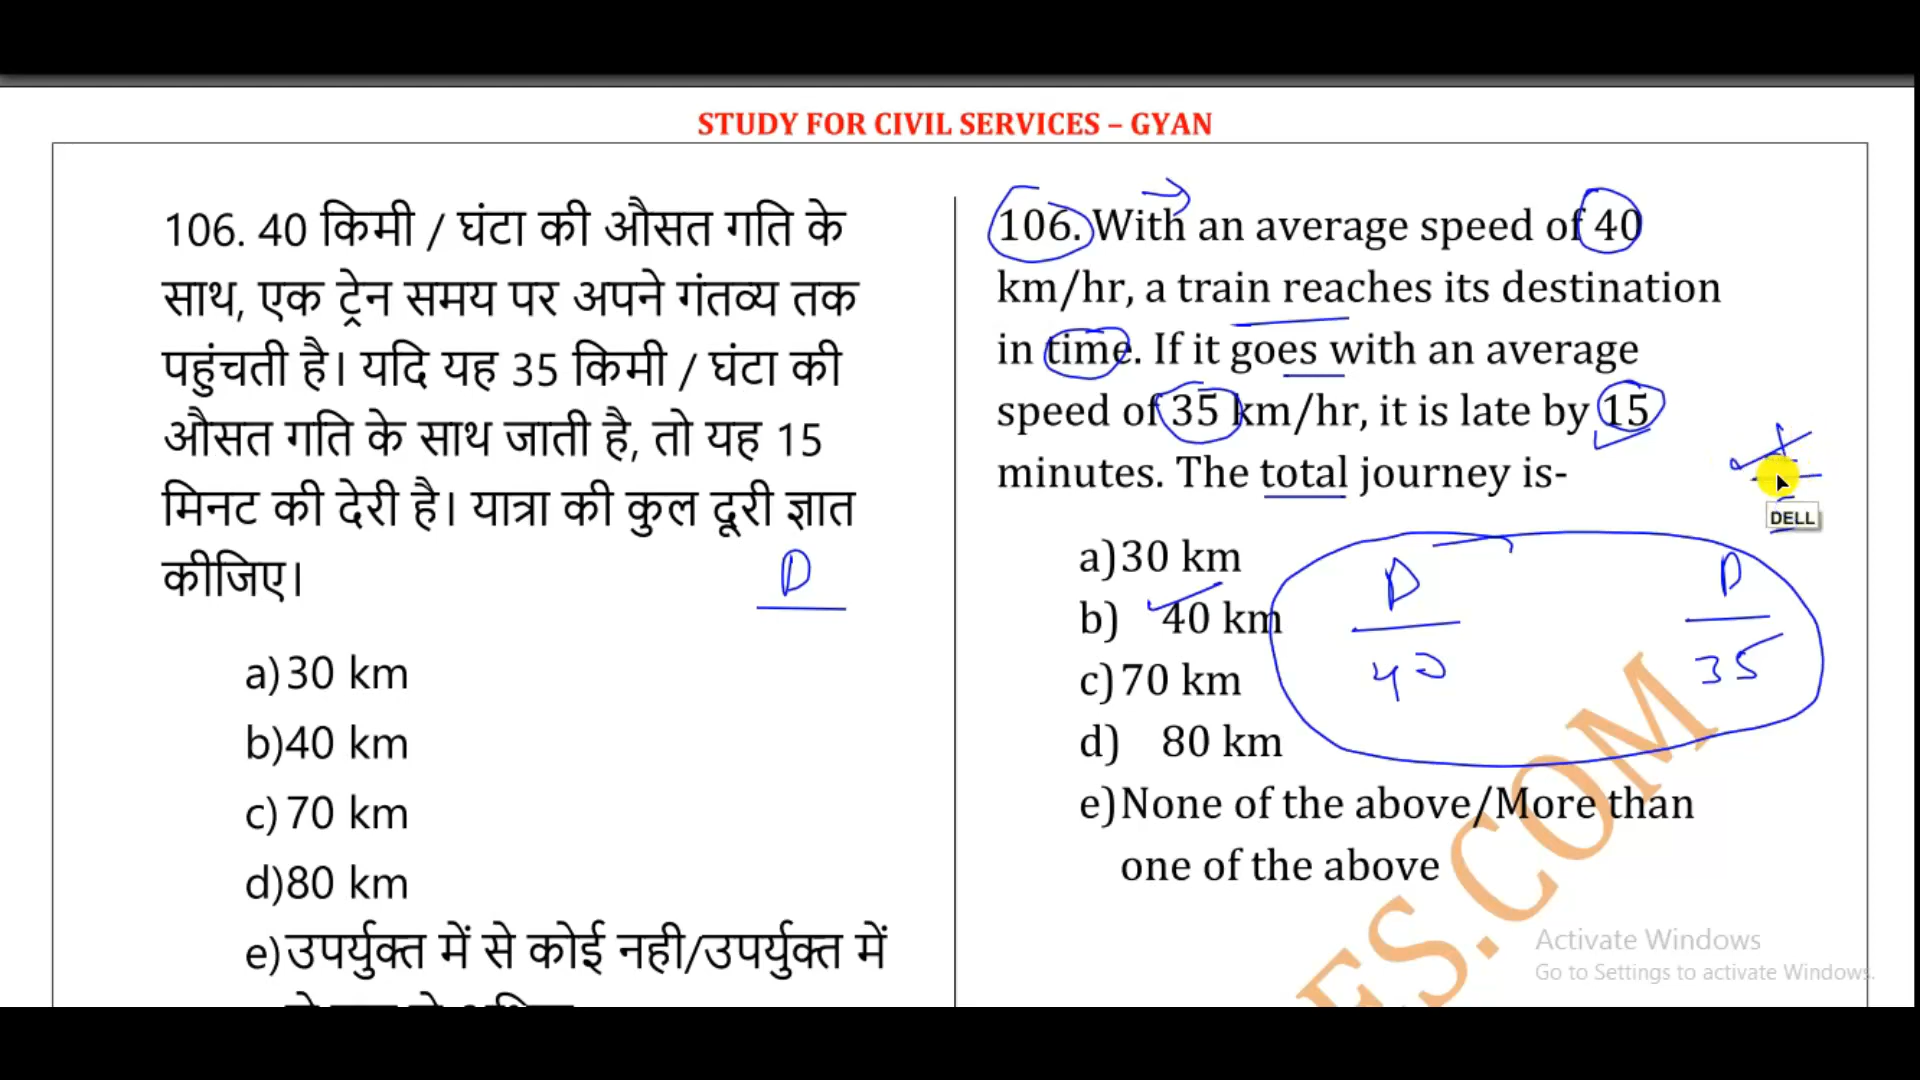 STUDY FOR CIVIL SERVICES – GYAN
106. 40 किमी / घंटा की औसत गति के
साथ, एक ट्रेन समय पर अपने गंतव्य तक
पहुंचती है। यदि यह 35 किमी / घंटा की
औसत गति के साथ जाती है, तो यह 15
मिनट की देरी है। यात्रा की कुल दूरी ज्ञात
कीजिए।
D
a) 30 km
b) 40 km
c) 70 km
d) 80 km
e) उपर्युक्त में से कोई नही/उपर्युक्त में
106. With an average speed of 40
km/hr, a train reaches its destination
in time. If it goes with an average
speed of 35 km/hr, it is late by 15
minutes. The total journey is-
DELL
a) 30 km
b) 40 km
c) 70 km
d) 80 km
e) None of the above/More than
one of the above
D D
40 35
ES.COM
Activate Windows
Go to Settings to activate Windows.